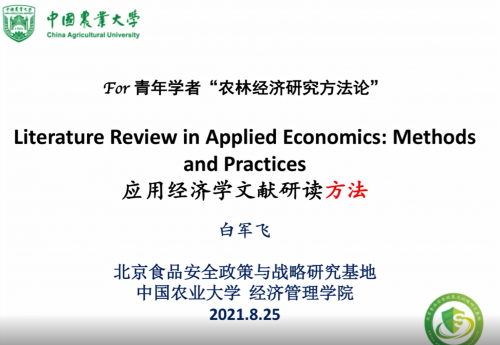 中国农业大学
China Agricultural University
For 青年学者“农林经济研究方法论”
Literature Review in Applied Economics: Methods
and Practices
应用经济学文献研读方法
白军飞
北京食品安全政策与战略研究基地
中国农业大学 经济管理学院
2021.8.25